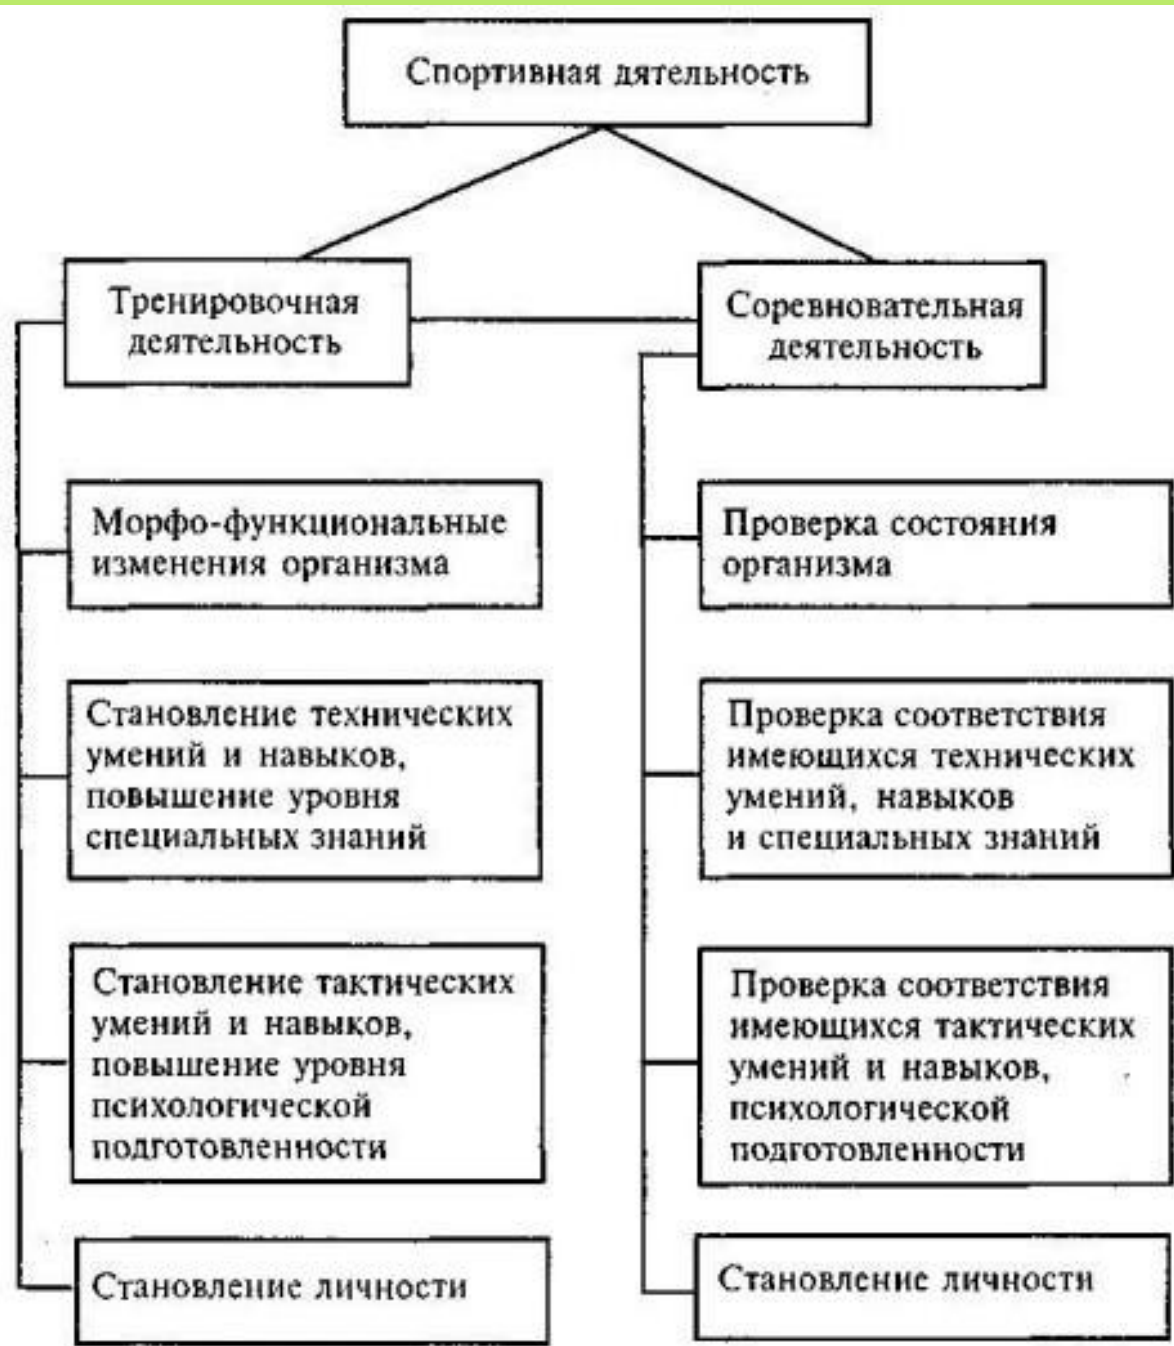 Спортивная дятельность
Тренировочная
деятельность
Соревновательная
деятельность
Морфо-функциональные
изменения организма
Проверка состояния
организма
Становление технических
умений и навыков,
повышение уровня
специальных знаний
Проверка соответствия
имеющихся технических
умений, навыков
и специальных знаний
Становление тактических
умений и навыков,
повышение уровня
психологической
подготовленности
Проверка соответствия
имеющихся тактических
умений и навыков,
психологической
подготовленности
Становление личности
Становление личности